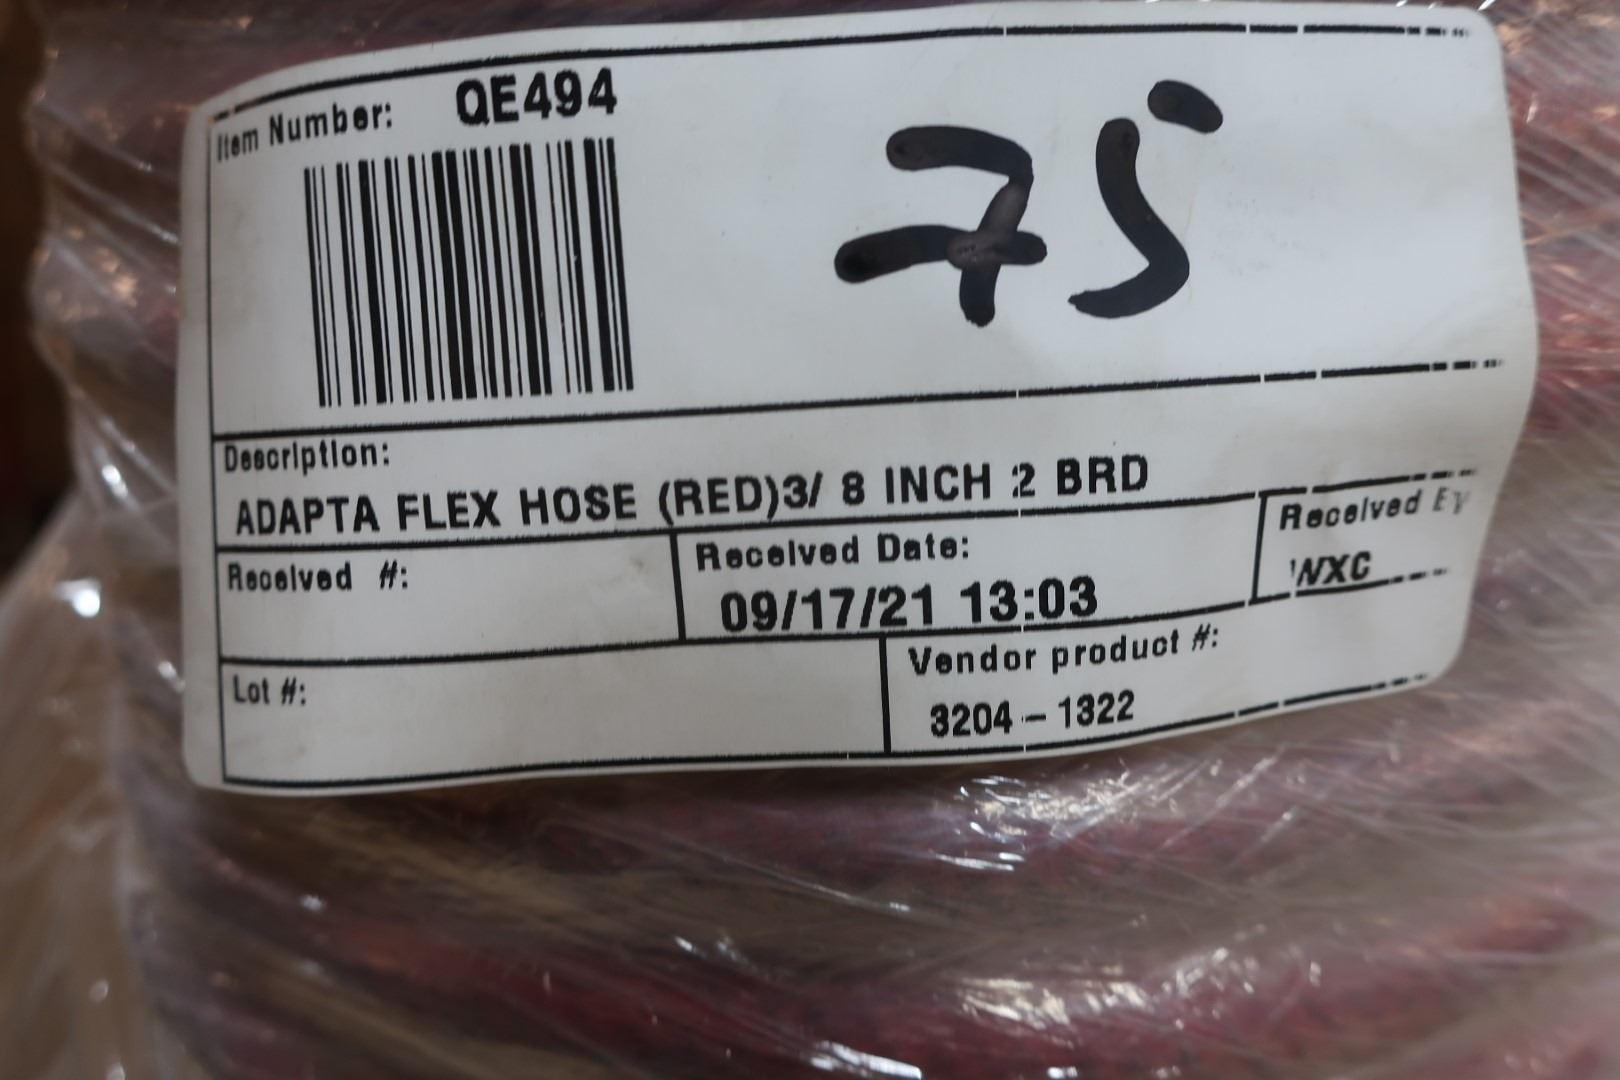 Item Number: QE494
75
Description:
ADAPTA FLEX HOSE (RED)3/ 8 INCH 2 BRD
Received #:
Received Date:
09/17/21 13:03
Received By
WXC
Lot #:
Vendor product #:
3204-1322